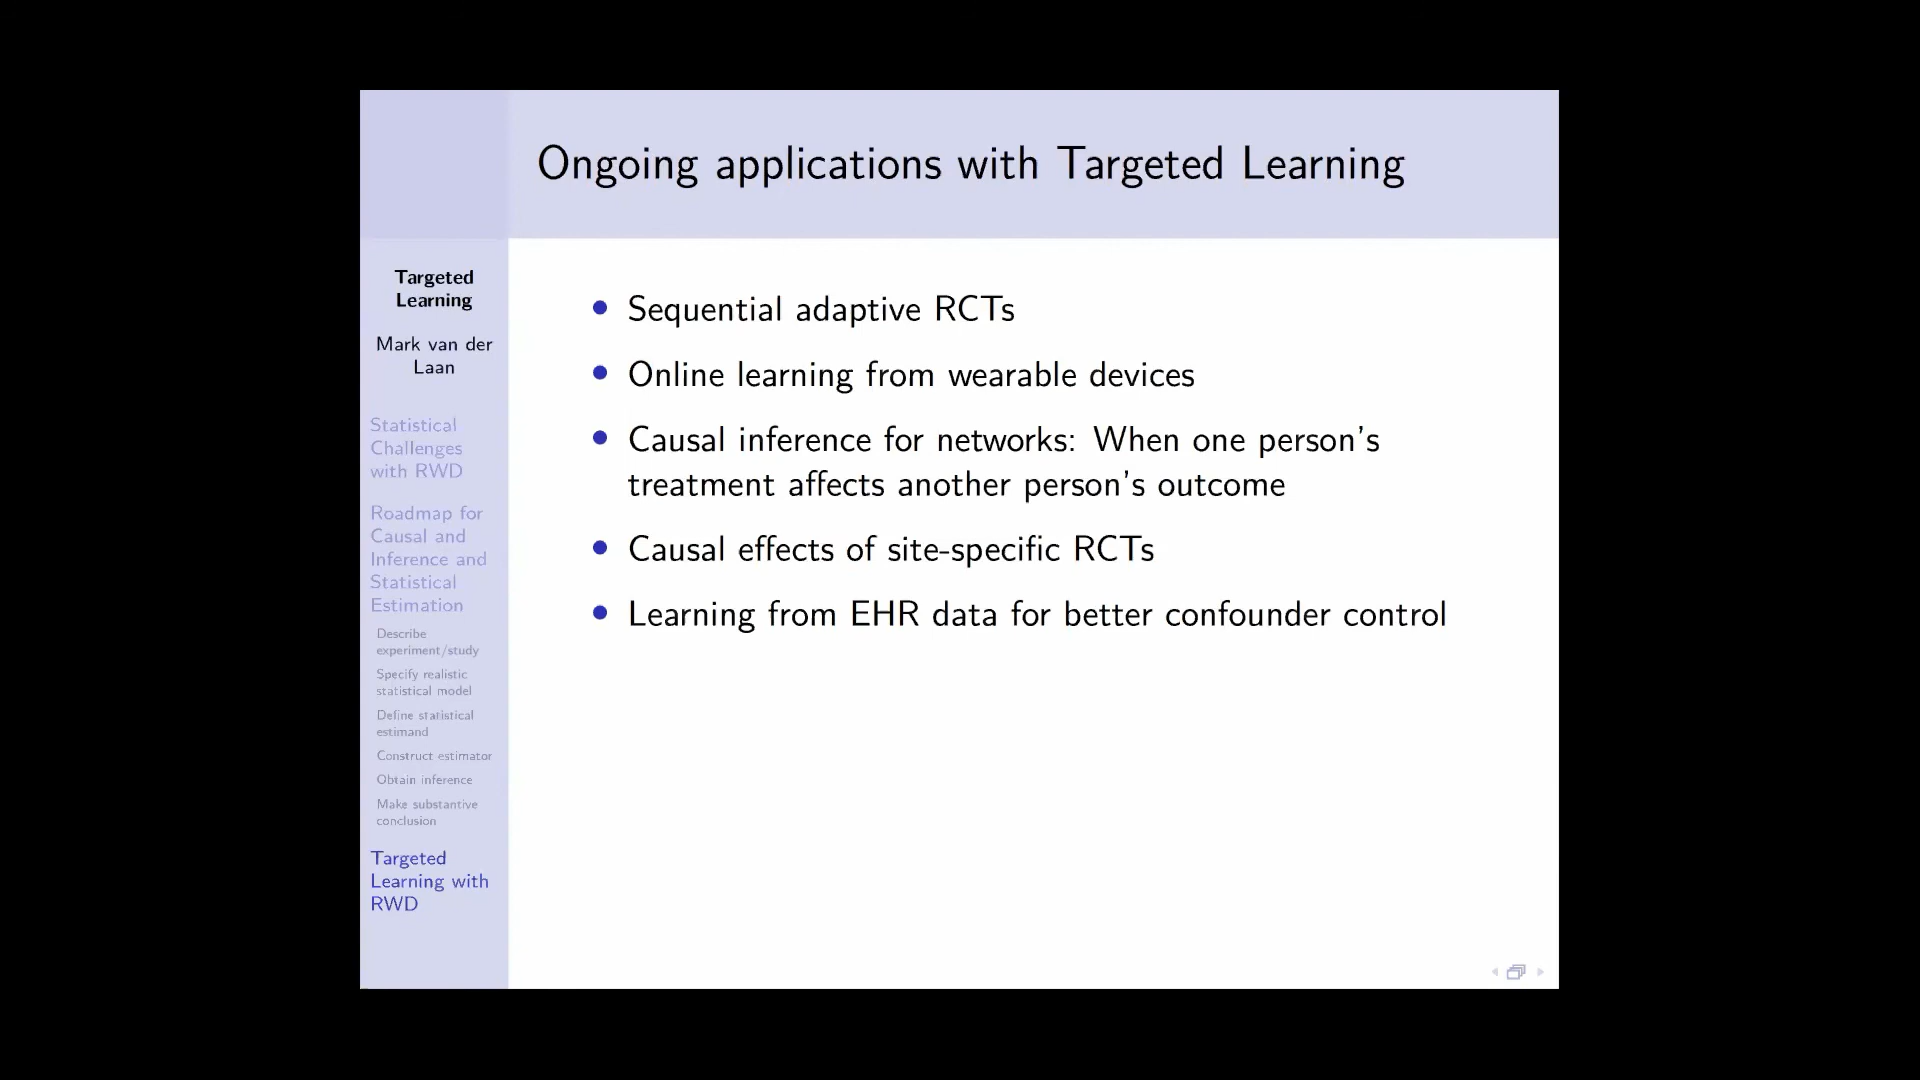 Ongoing applications with Targeted Learning
Targeted
Learning
Mark van der
Laan
Statistical
Challenges
with RWD
Roadmap for
Causal and
Inference and
Statistical
Estimation
Describe
experiment/study
Specify realistic
statistical model
Define statistical
estimand
Construct estimator
Obtain inference
Make substantive
conclusion
Targeted
Learning with
RWD
• Sequential adaptive RCTs
• Online learning from wearable devices
• Causal inference for networks: When one person's
treatment affects another person's outcome
• Causal effects of site-specific RCTs
• Learning from EHR data for better confounder control